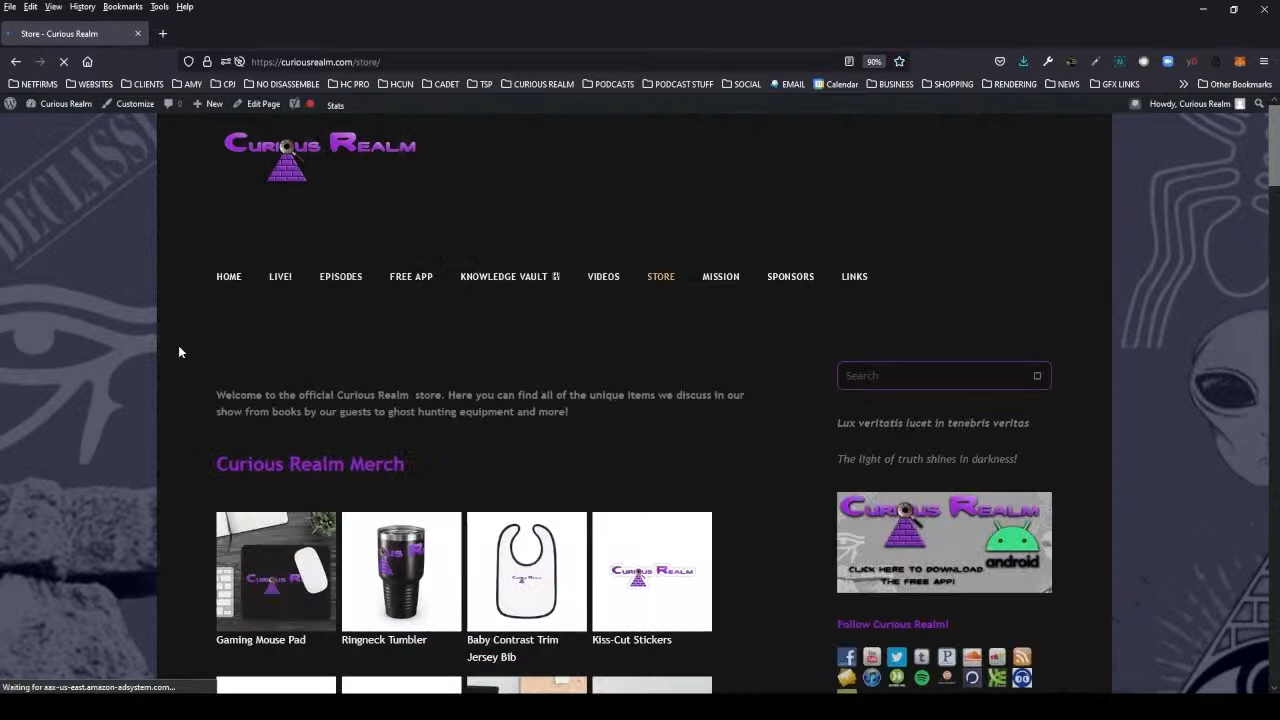 File Edit View History Bookmarks Tools Help
Store - Curious Realm
https://curiousrealm.com/store/
90%
NETFIRMS WEBSITES CLIENTS AMY CPJ NO DISASSEMBLE HC PRO HCUN CADET TSP CURIOUS REALM PODCASTS PODCAST STUFF SOCIAL EMAIL Calendar BUSINESS SHOPPING RENDERING NEWS GFX LINKS Other Bookmarks
Curious Realm Customize 0 New Edit Page Stats Howdy, Curious Realm
CURIOUS REALM
HOME LIVE! EPISODES FREE APP KNOWLEDGE VAULT VIDEOS STORE MISSION SPONSORS LINKS
Search
Welcome to the official Curious Realm store. Here you can find all of the unique items we discuss in our
show from books by our guests to ghost hunting equipment and more!
Lux veritatis lucet in tenebris veritas
The light of truth shines in darkness!
Curious Realm Merch
CURIOUS REALM
CLICK HERE TO DOWNLOAD
THE FREE APP!
android
Gaming Mouse Pad
Ringneck Tumbler
Baby Contrast Trim
Jersey Bib
Kiss-Cut Stickers
Follow Curious Realm!
Waiting for aax-us-east.amazon-adsystem.com...